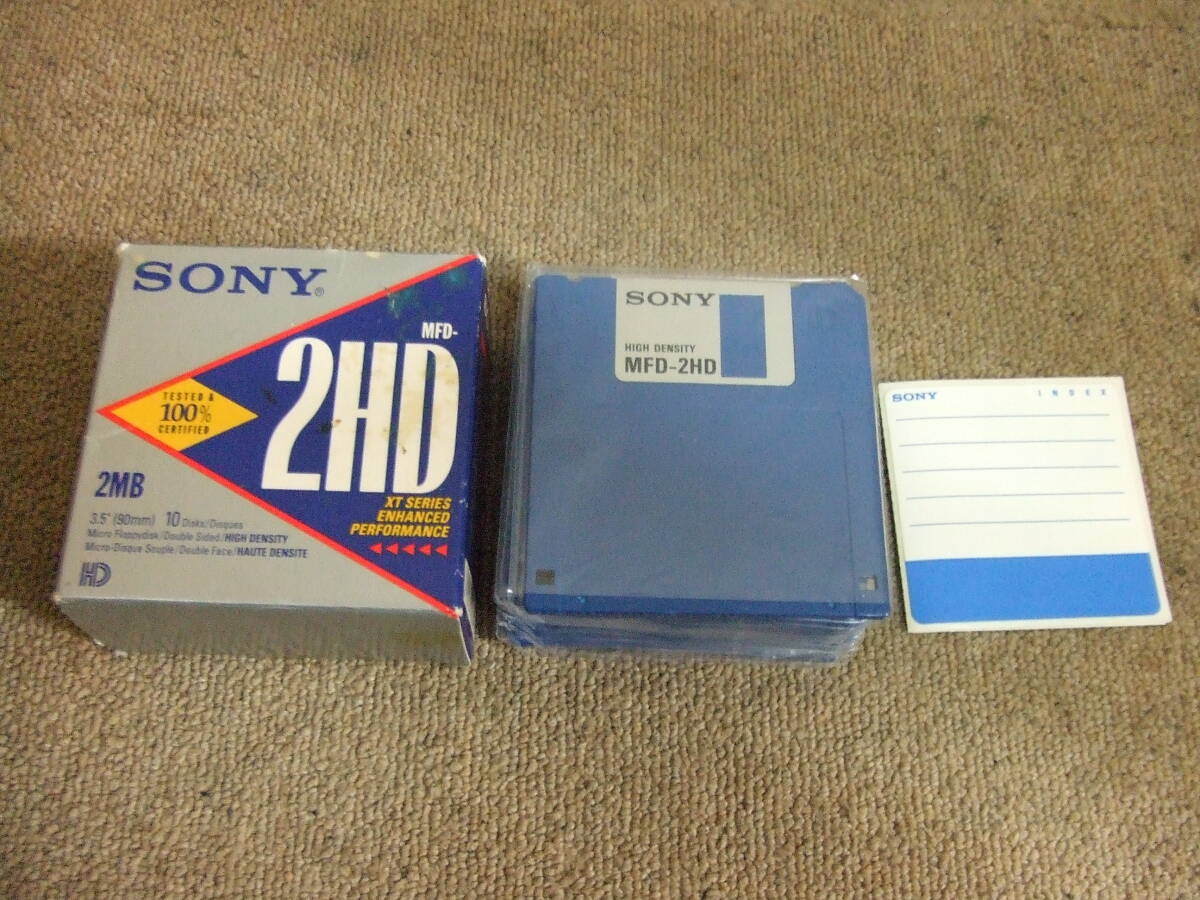 SONY®
MFD-
2HD
TESTED &
100%
CERTIFIED
2MB
XT SERIES
ENHANCED
PERFORMANCE
3.5" (90mm) 10 Disks/Disques
Micro Floppydisk/Double Sided/HIGH DENSITY
Micro-Disque Souple/Double Face/HAUTE DENSITE
HD
SONY
HIGH DENSITY
MFD-2HD
SONY INDEX